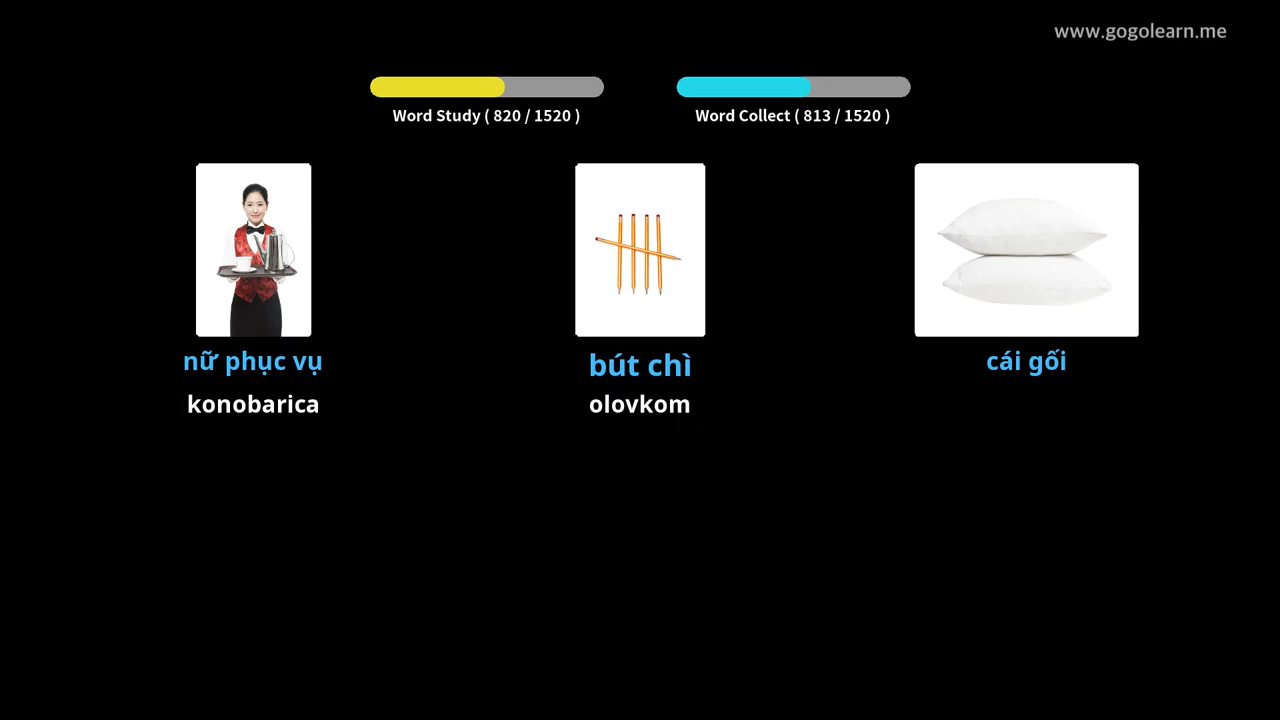 www.gogolearn.me
Word Study ( 820 / 1520 )
Word Collect ( 813 / 1520 )
nữ phục vụ
bút chì
cái gối
konobarica
olovkom